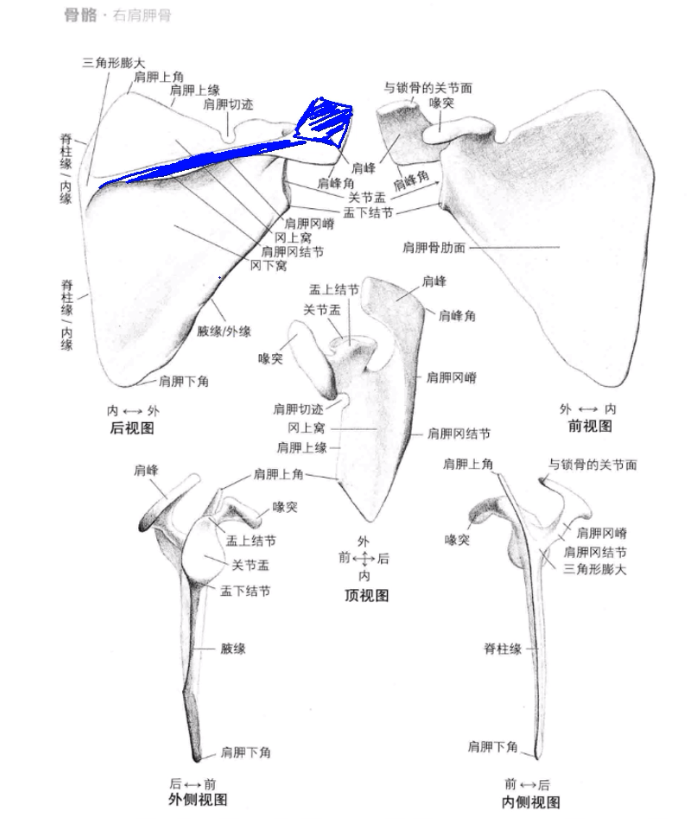 骨骼 · 右肩胛骨
三角形膨大
肩胛上角
肩胛上缘
肩胛切迹
脊柱缘/内缘
脊柱缘/内缘
肩峰
肩峰角
关节盂
盂下结节
肩胛冈嵴
冈上窝
肩胛冈结节
冈下窝
腋缘/外缘
肩胛下角
内 ↔ 外
后视图
与锁骨的关节面
喙突
肩峰角
肩胛骨肋面
外 ↔ 内
前视图
盂上结节
关节盂
喙突
肩峰
肩峰角
肩胛冈嵴
肩胛切迹
冈上窝
肩胛上缘
肩胛冈结节
肩胛上角
外
前 后
内
顶视图
肩峰
喙突
盂上结节
关节盂
盂下结节
腋缘
肩胛下角
后 ↔ 前
外侧视图
肩胛上角
与锁骨的关节面
喙突
肩胛冈嵴
肩胛冈结节
三角形膨大
脊柱缘
肩胛下角
前 ↔ 后
内侧视图